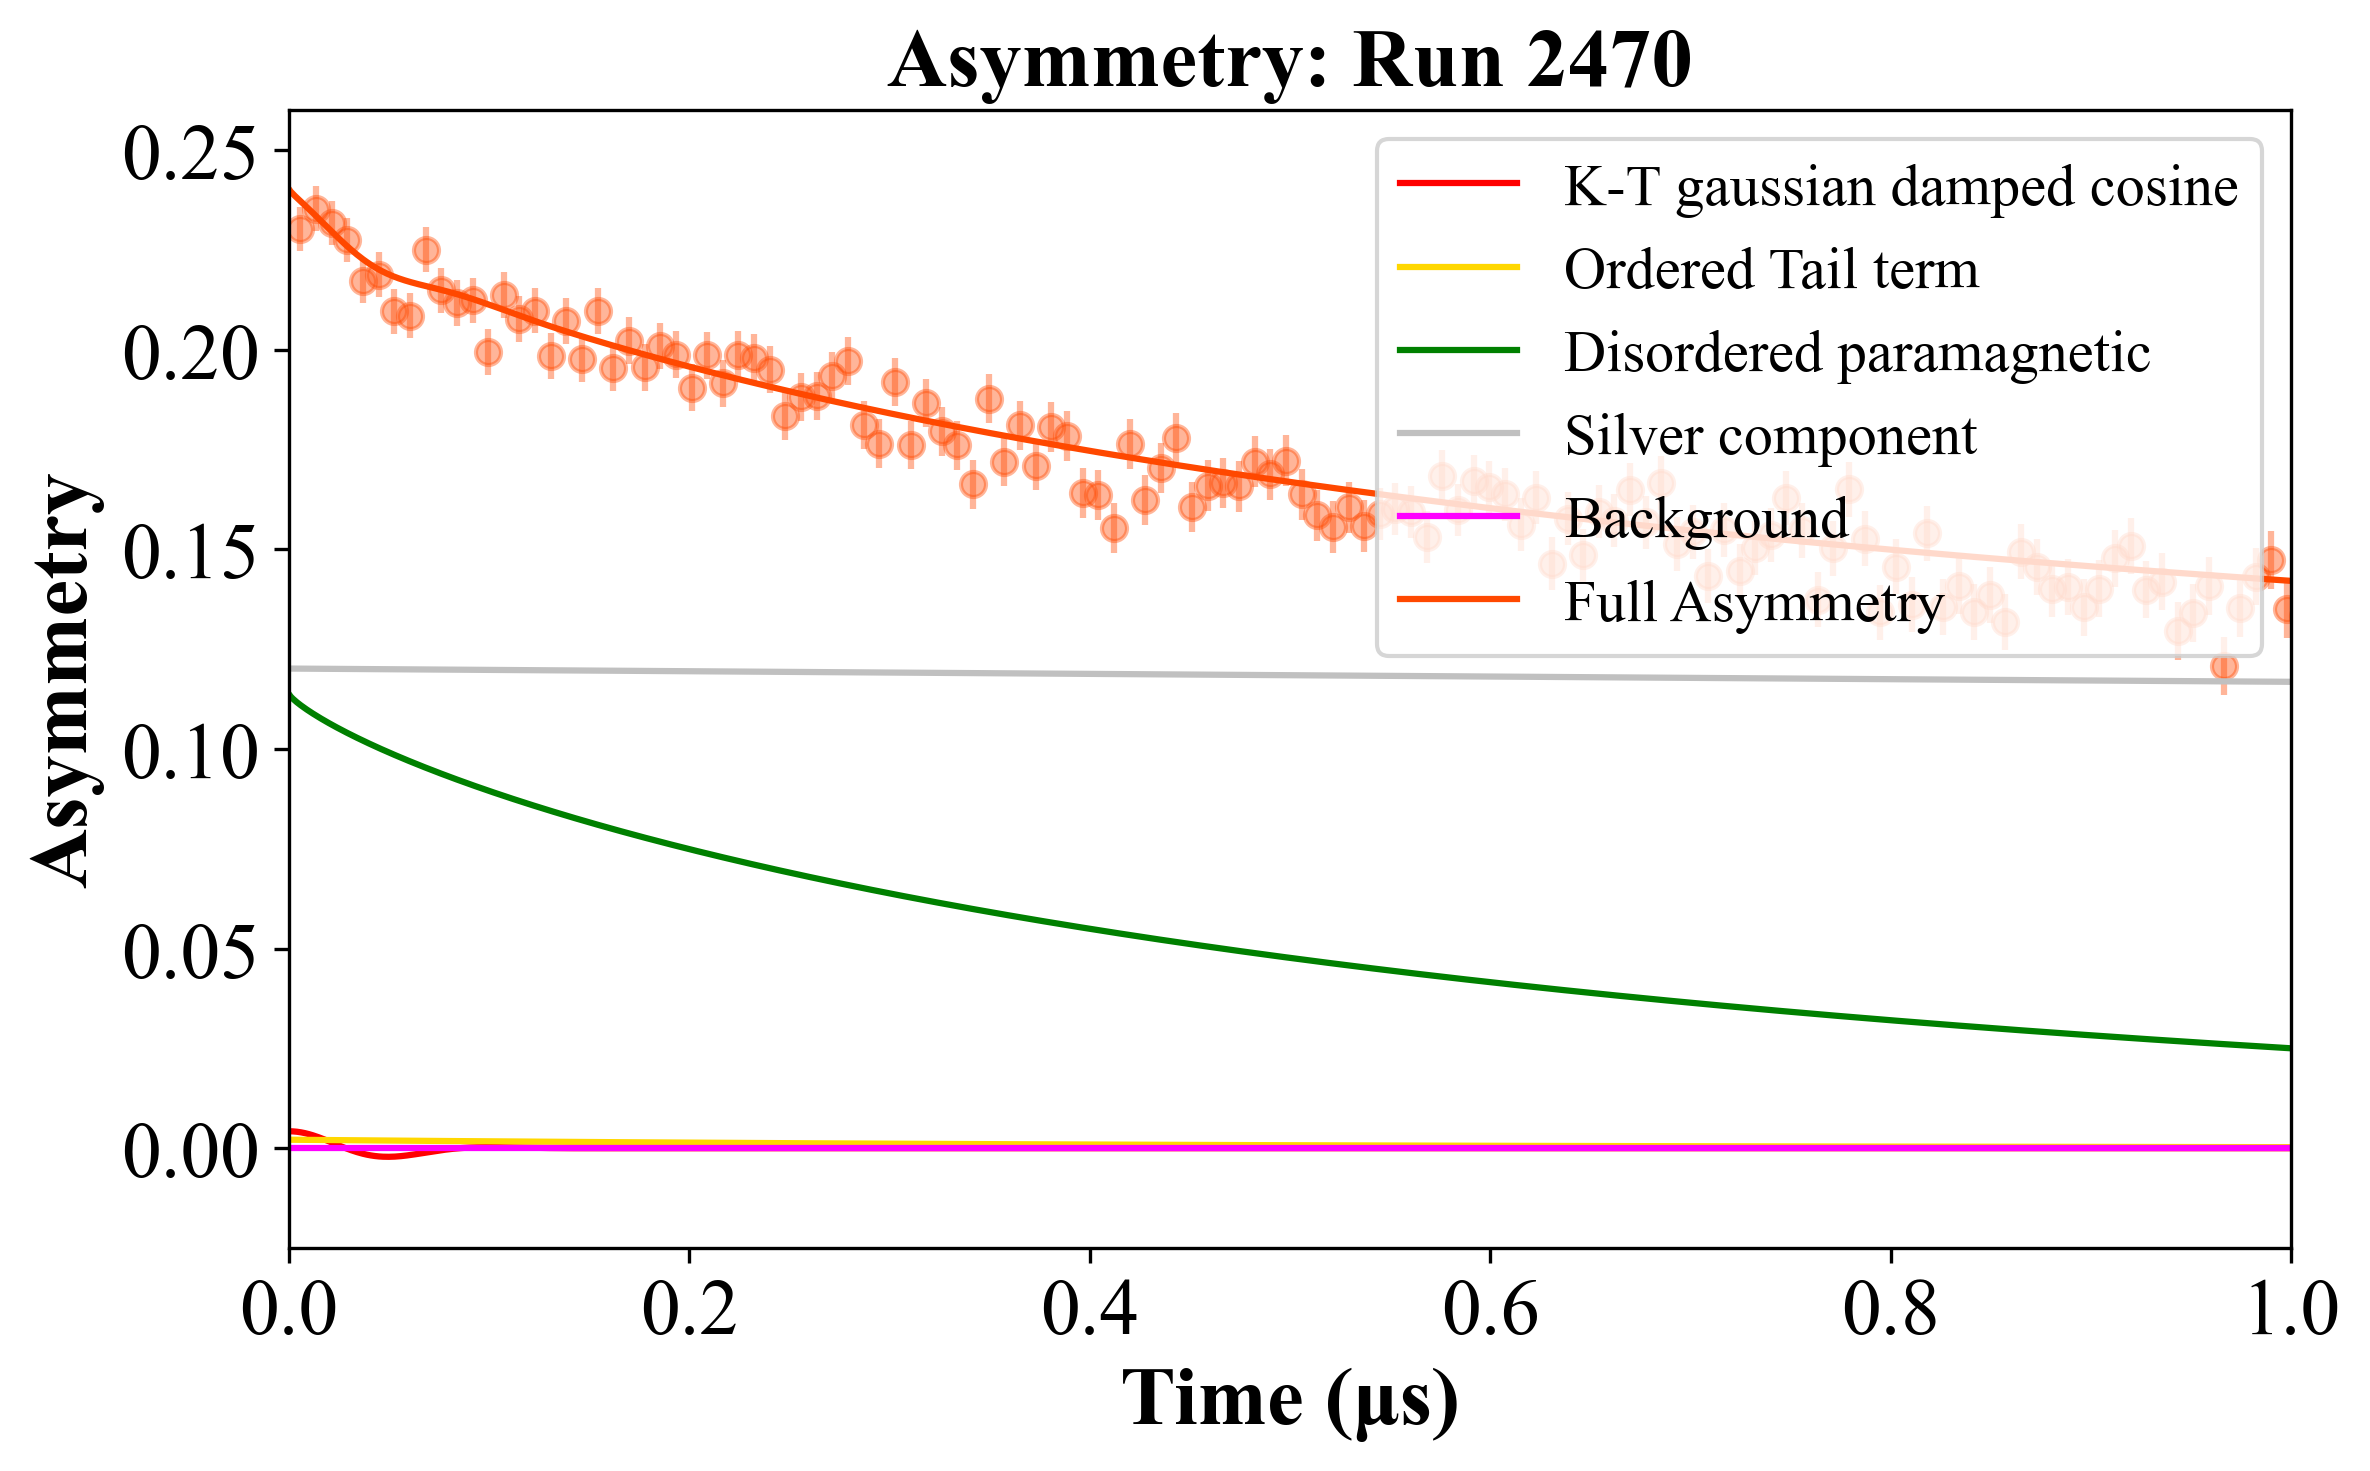 Asymmetry: Run 2470
Asymmetry
0.25
0.20
0.15
0.10
0.05
0.00
K-T gaussian damped cosine
Ordered Tail term
Disordered paramagnetic
Silver component
Background
Full Asymmetry
0.0 0.2 0.4 0.6 0.8 1.0
Time (μs)